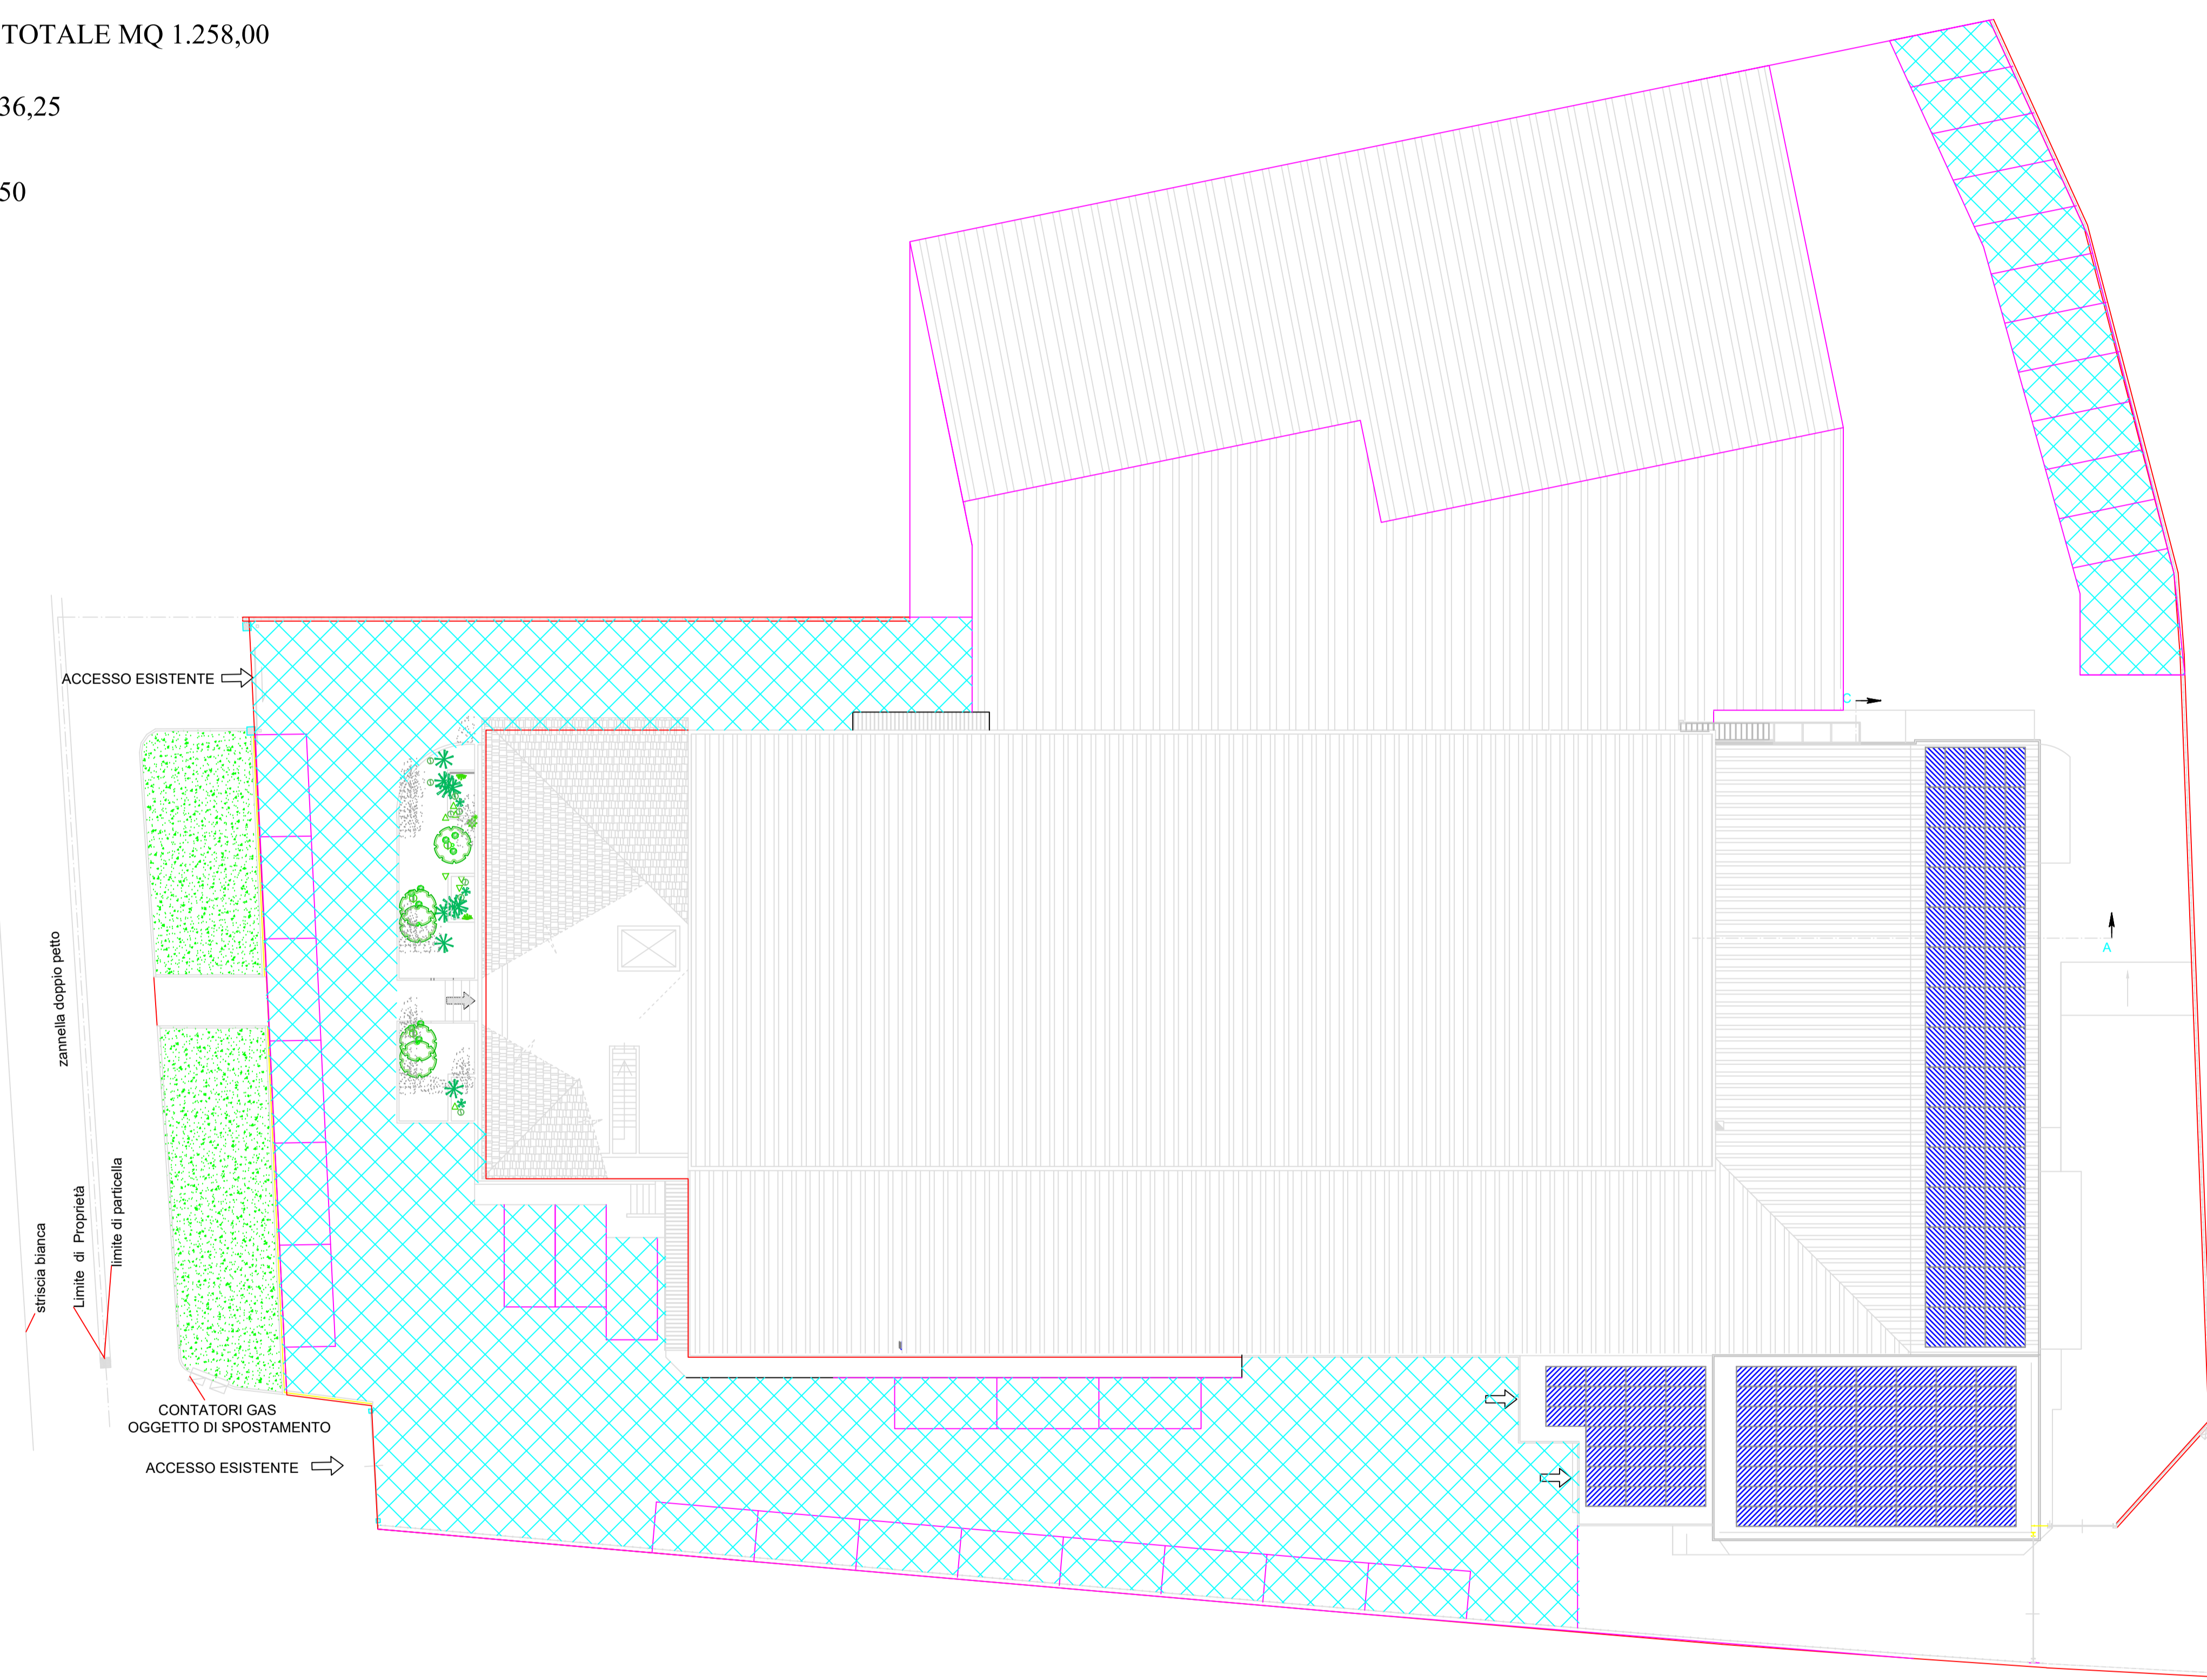 TOTALE MQ 1.258,00
36,25
50
ACCESSO ESISTENTE
C
A
zannella doppio petto
striscia bianca
Limite di Proprietà
limite di particella
CONTATORI GAS
OGGETTO DI SPOSTAMENTO
ACCESSO ESISTENTE